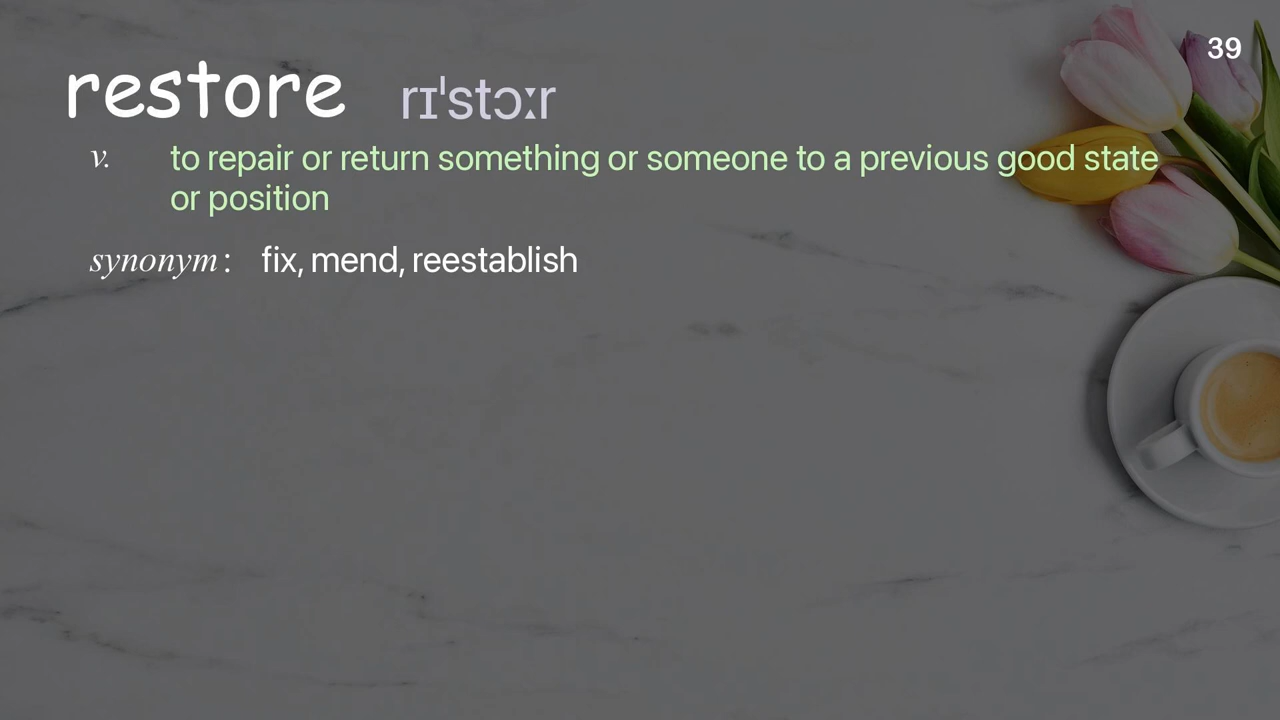 39
restore rɪˈstɔːr
v. to repair or return something or someone to a previous good state
or position
synonym : fix, mend, reestablish